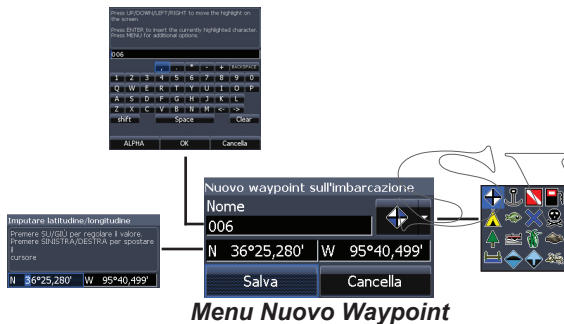 Press UP/DOWN/LEFT/RIGHT to move the highlight on
the screen.
Press ENTER to insert the currently highlighted character.
Press MENU for additional options.
006
, . * - + BACKSPACE
1 2 3 4 5 6 7 8 9 0
Q W E R T Y U I O P
A S D F G H J K L
Z X C V B N M <- ->
shift Space Clear
ALPHA OK Cancella
Nuovo waypoint sull'imbarcazione
Nome
006
N 36°25,280' W 95°40,499'
Salva Cancella
Imputare latitudine/longitudine
Premere SU/GIÙ per regolare il valore.
Premere SINISTRA/DESTRA per spostare
il
cursore
N 36°25,280' W 95°40,499'
Menu Nuovo Waypoint